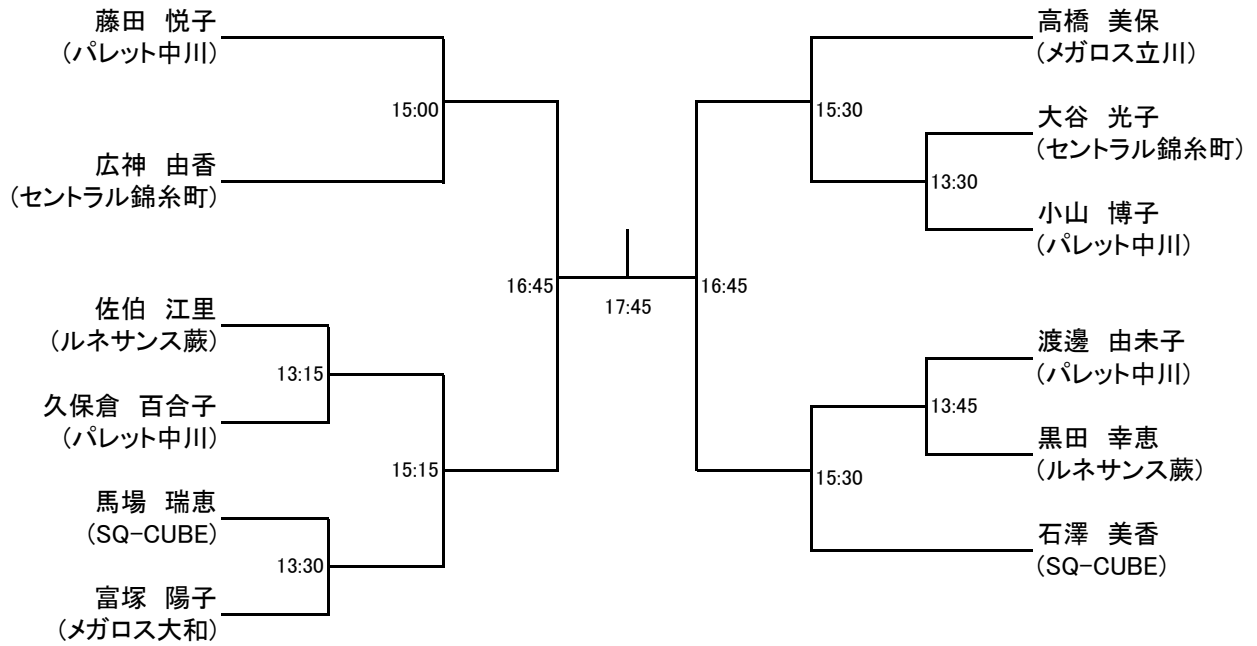 藤田　悦子
(パレット中川)
15:00
広神　由香
(セントラル錦糸町)
佐伯　江里
(ルネサンス蕨)
13:15
久保倉　百合子
(パレット中川)
15:15
馬場　瑞恵
(SQ-CUBE)
13:30
富塚　陽子
(メガロス大和)
16:45
17:45
16:45
高橋　美保
(メガロス立川)
15:30
大谷　光子
(セントラル錦糸町)
13:30
小山　博子
(パレット中川)
渡邊　由未子
(パレット中川)
13:45
黒田　幸恵
(ルネサンス蕨)
15:30
石澤　美香
(SQ-CUBE)